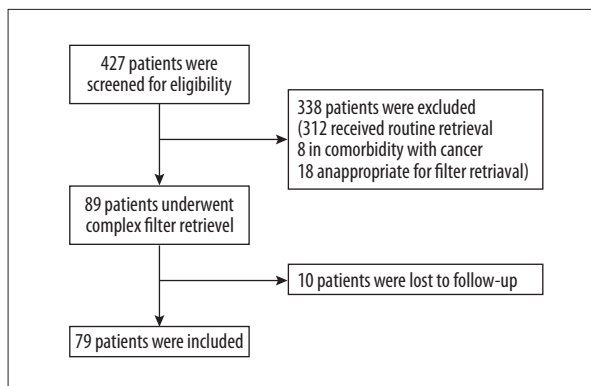 427 patients were
screened for eligibility
338 patients were excluded
(312 received routine retrieval
8 in comorbidity with cancer
18 anappropriate for filter retriaval)
89 patients underwent
complex filter retrievel
10 patients were lost to follow-up
79 patients were included